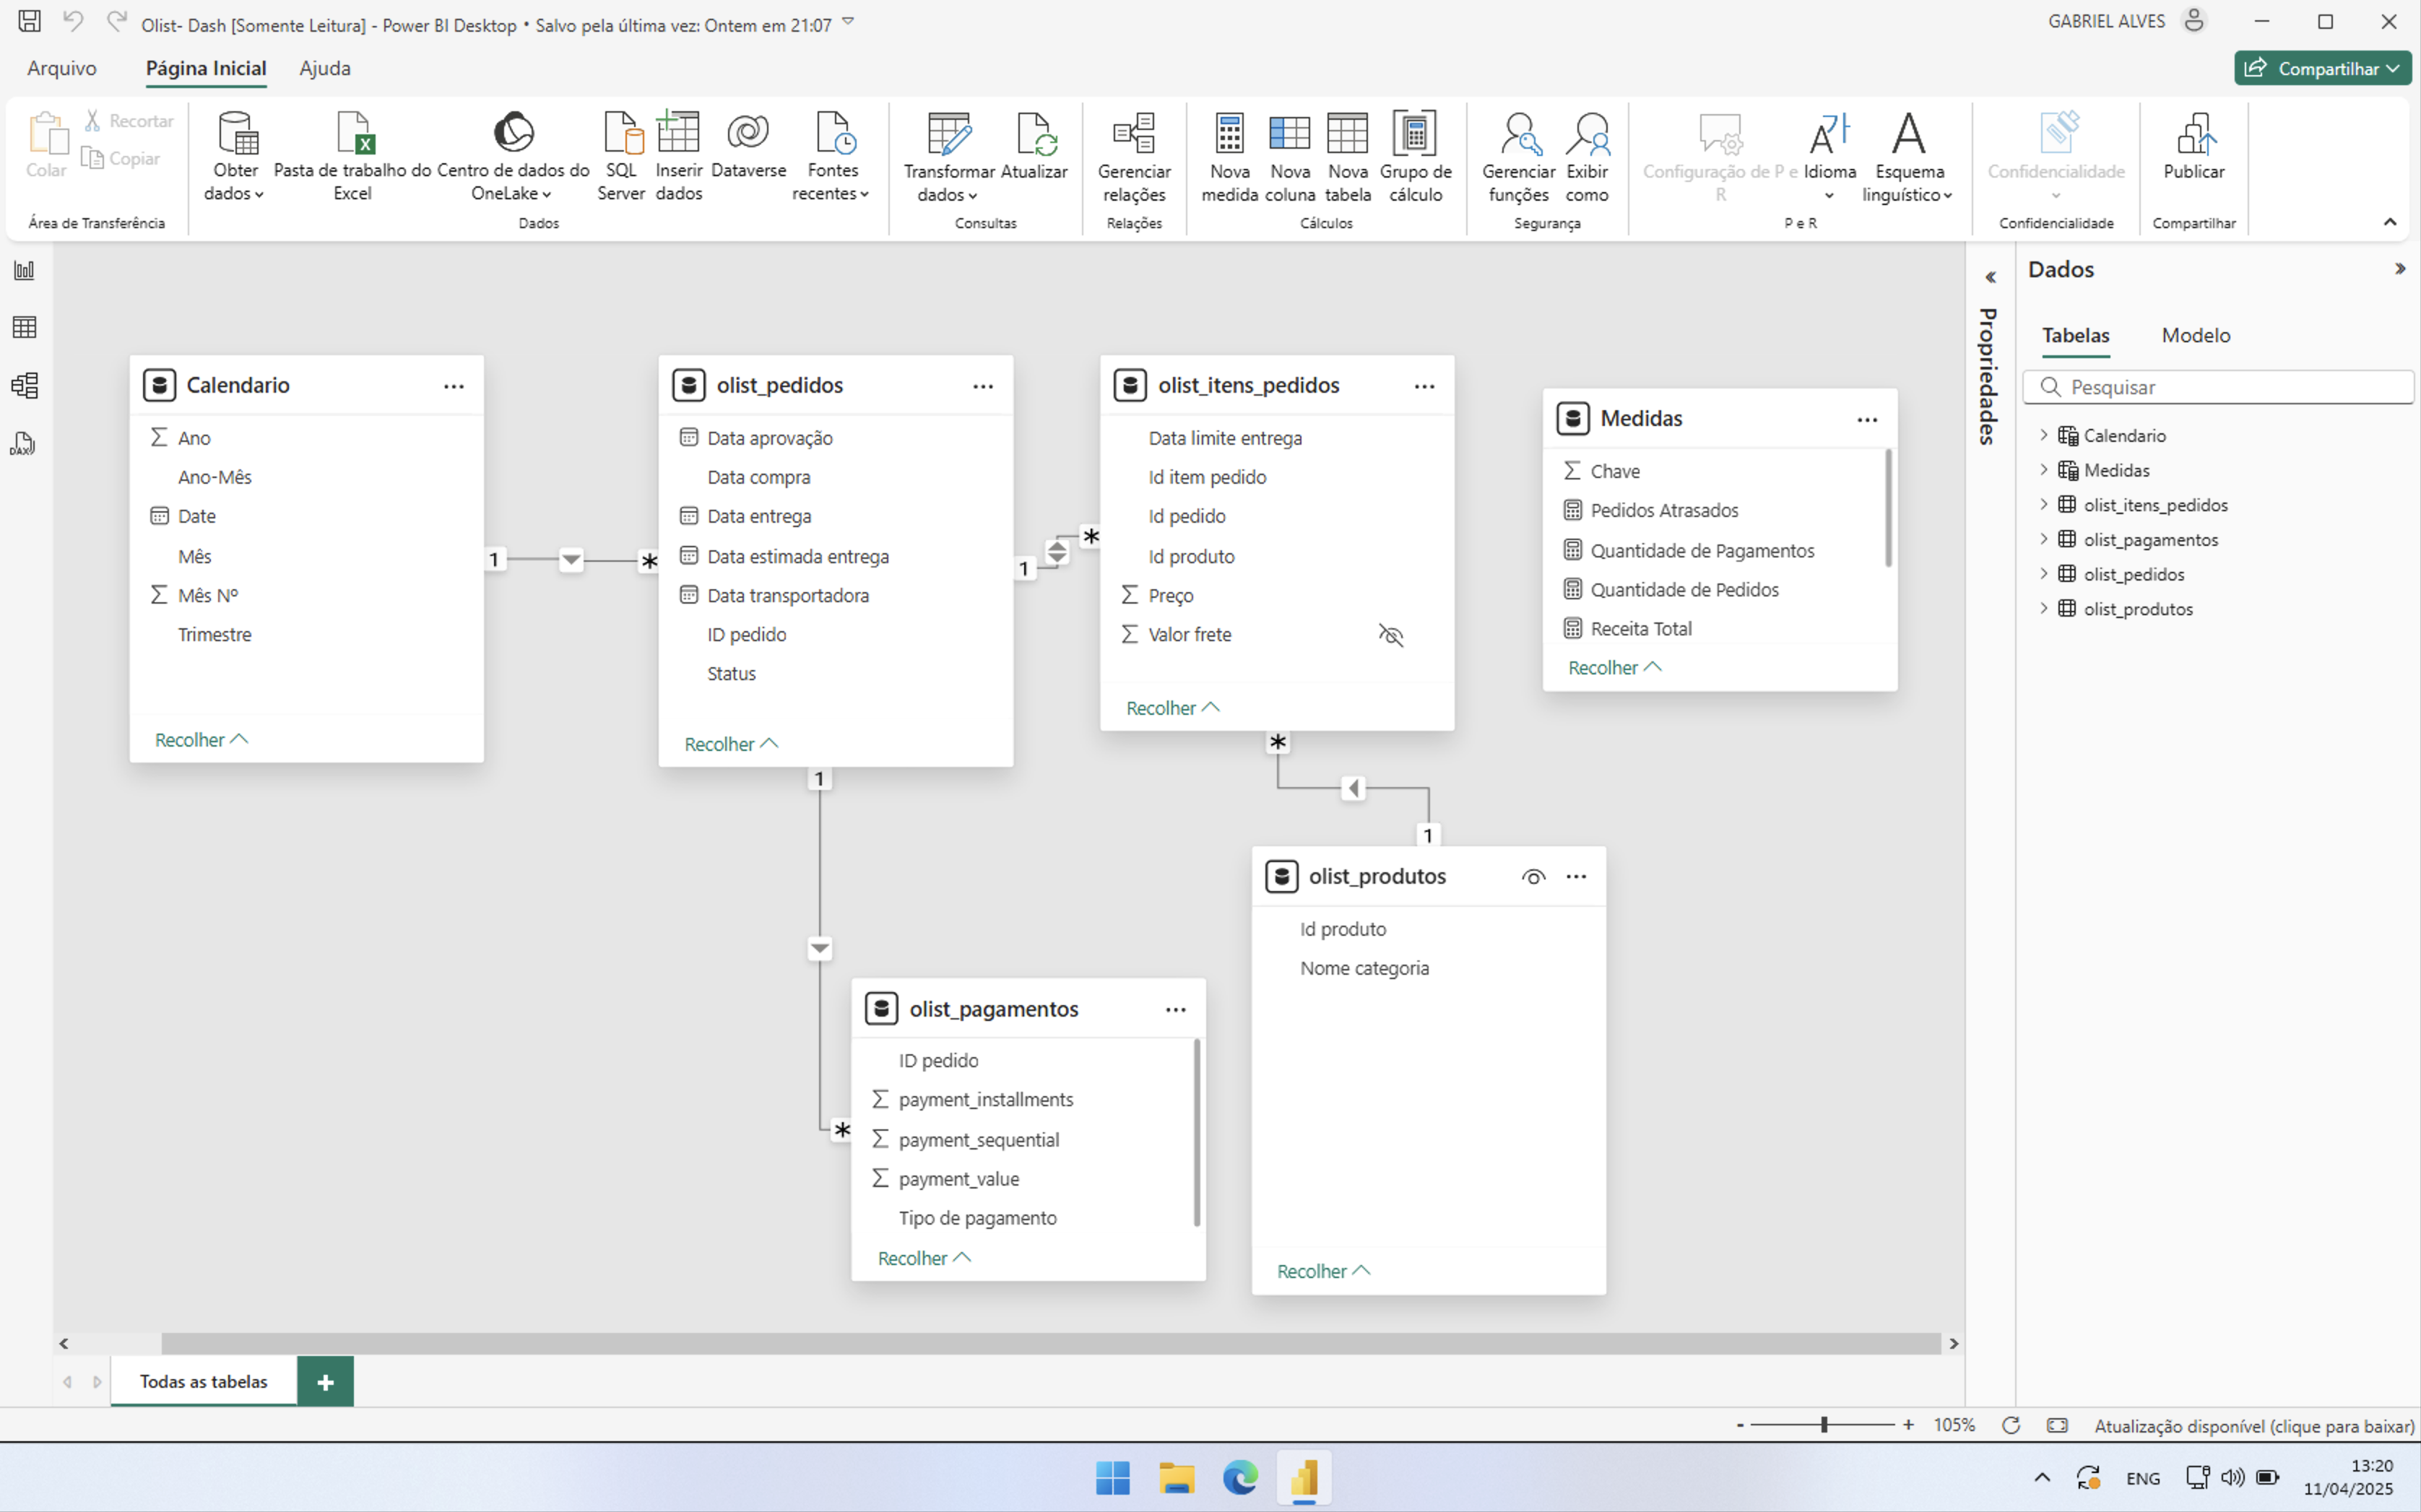 Olist- Dash [Somente Leitura] - Power BI Desktop • Salvo pela última vez: Ontem em 21:07
GABRIEL ALVES
Arquivo
Página Inicial
Ajuda
Compartilhar
Colar
Recortar
Copiar
Área de Transferência
Obter dados
Pasta de trabalho do Excel
Centro de dados do OneLake
SQL Server
Inserir dados
Dataverse
Fontes recentes
Dados
Transformar dados
Atualizar
Consultas
Gerenciar relações
Relações
Nova medida
Nova coluna
Nova tabela
Grupo de cálculo
Cálculos
Gerenciar funções
Exibir como
Segurança
Configuração de P e R
Idioma
Esquema linguístico
P e R
Confidencialidade
Confidencialidade
Publicar
Compartilhar
DAX
Calendario
Ano
Ano-Mês
Date
Mês
Mês Nº
Trimestre
Recolher
1
*
olist_pedidos
Data aprovação
Data compra
Data entrega
Data estimada entrega
Data transportadora
ID pedido
Status
Recolher
1
*
olist_itens_pedidos
Data limite entrega
Id item pedido
Id pedido
Id produto
Preço
Valor frete
Recolher
Medidas
Chave
Pedidos Atrasados
Quantidade de Pagamentos
Quantidade de Pedidos
Receita Total
Recolher
1
*
*
1
olist_pagamentos
ID pedido
payment_installments
payment_sequential
payment_value
Tipo de pagamento
Recolher
olist_produtos
Id produto
Nome categoria
Recolher
Propriedades
Dados
Tabelas
Modelo
Pesquisar
Calendario
Medidas
olist_itens_pedidos
olist_pagamentos
olist_pedidos
olist_produtos
Todas as tabelas
+
- + 105%
Atualização disponível (clique para baixar)
ENG
13:20
11/04/2025